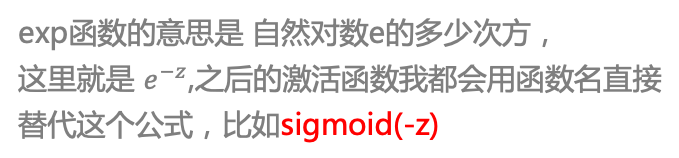 exp函数的意思是 自然对数e的多少次方，
这里就是 e⁻ᶻ,之后的激活函数我都会用函数名直接
替代这个公式，比如sigmoid(-z)